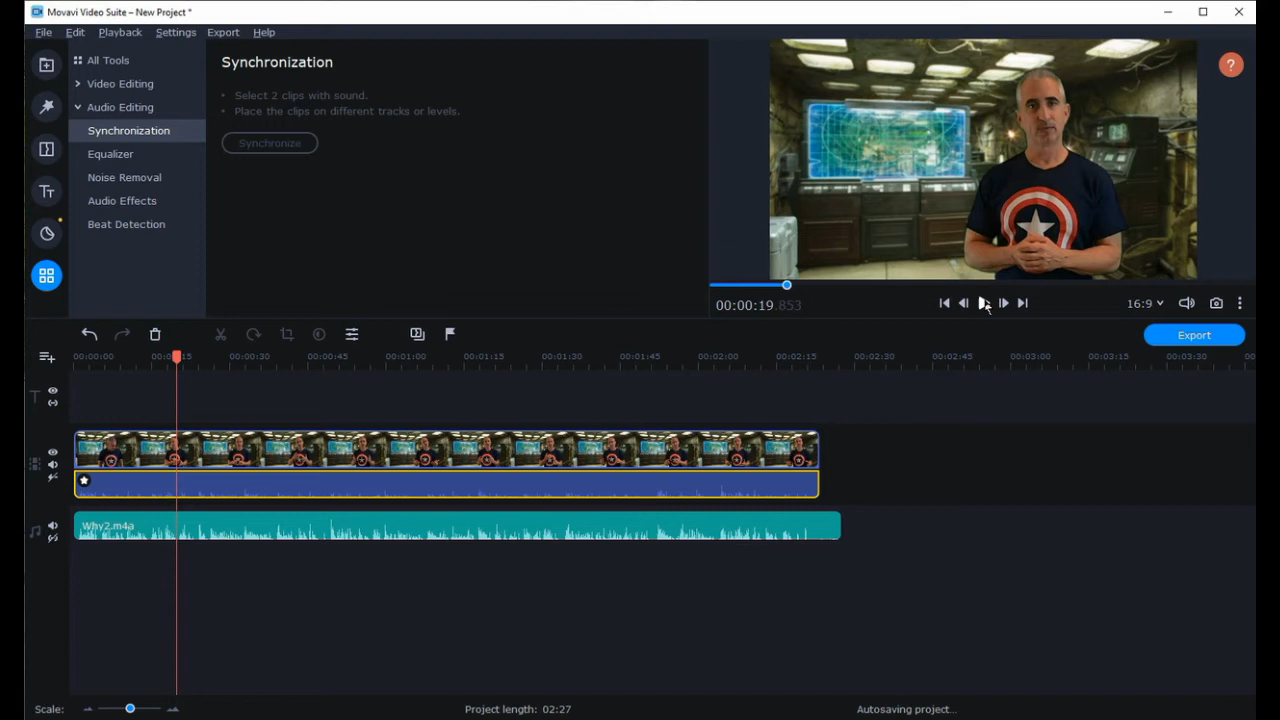 Movavi Video Suite – New Project *
File Edit Playback Settings Export Help
All Tools
Video Editing
Audio Editing
Synchronization
Equalizer
Noise Removal
Audio Effects
Beat Detection
Synchronization
• Select 2 clips with sound.
• Place the clips on different tracks or levels.
Synchronize
?
00:00:19.853
16:9
Export
00:00:00 00:00:15 00:00:30 00:00:45 00:01:00 00:01:15 00:01:30 00:01:45 00:02:00 00:02:15 00:02:30 00:02:45 00:03:00 00:03:15 00:03:30 00
Why2.m4a
Scale:
Project length: 02:27
Autosaving project...